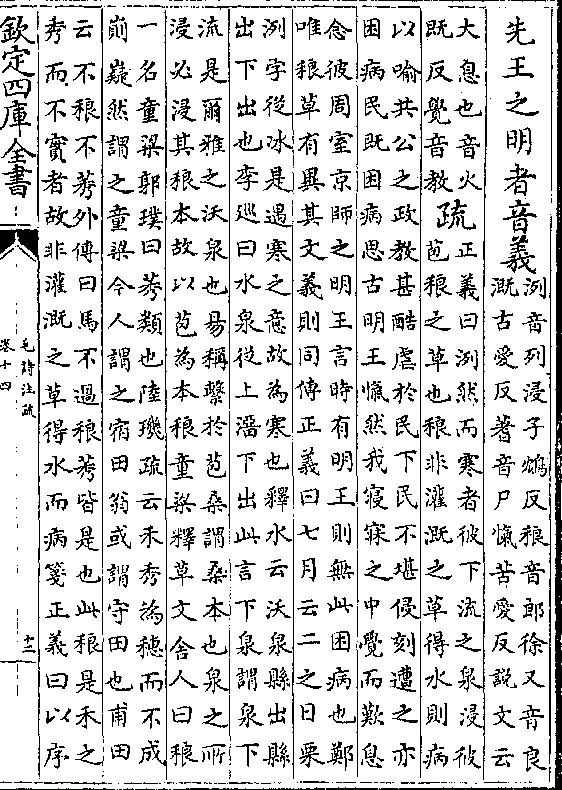 先王之明者音義洌音列浸子鴆反稂音郎徐又音良
溉古愛反蓍音尸愾苦愛反説文云
大息也音火
既反覺音教
疏正義曰洌然而寒者彼下流之泉浸彼
苞稂之草也稂非灌溉之草得水則病
以喻共公之政教甚酷虐於民下民不堪侵刻遭之亦
困病民既困病思古明王愾然我寢寐之中覺而歎息
念彼周室京師之明王言時有明王則無此困病也鄭
唯稂草有異其文義則同傳正義曰七月云二之日栗
洌字從冰是遇寒之意故為寒也釋水云沃泉縣出縣
出下出也李巡曰水泉從上溜下出此言下泉謂泉下
流是爾雅之沃泉也易稱繫於苞桑謂桑本也泉之所
浸必浸其稂本故以苞為本稂童粱釋草文舍人曰稂
一名童粱郭璞曰莠類也陸璣疏云禾秀為穗而不成
崱嶷然謂之童粱今人謂之宿田翁或謂守田也甫田
云不稂不莠外傳曰馬不過稂莠皆是也此稂是禾之
秀而不實者故非灌溉之草得水而病箋正義曰以序
欽定四庫全書
毛詩注疏
卷十四
十二